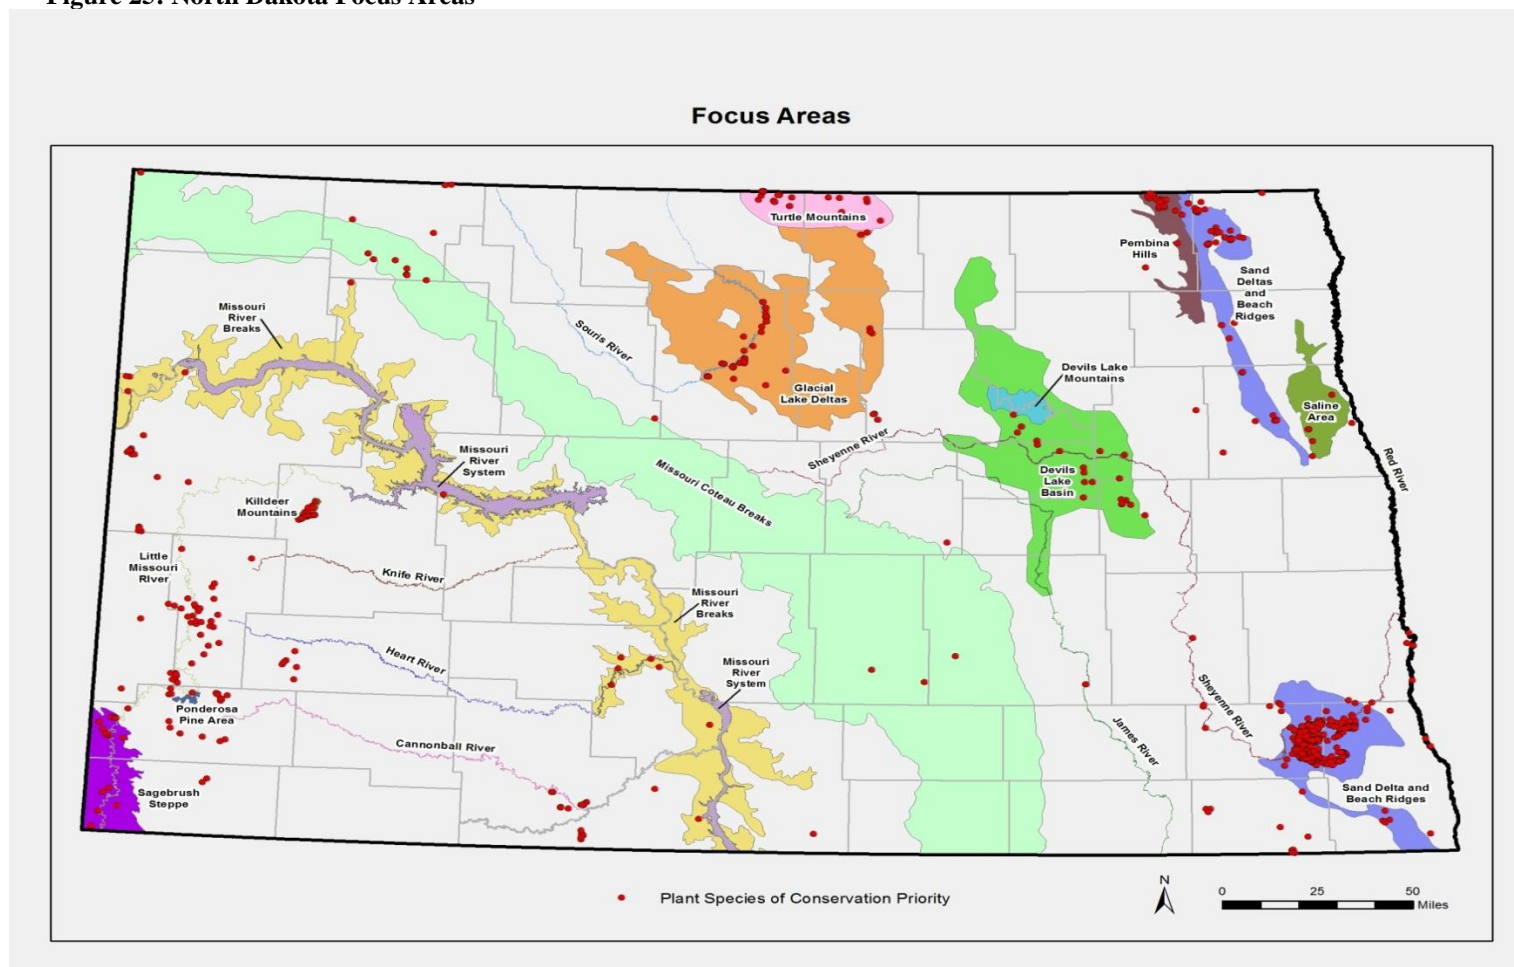 Figure 25: North Dakota Focus Areas
Focus Areas
Turtle Mountains
Pembina
Hills
Sand
Deltas
and
Beach
Ridges
Missouri
River
Breaks
Souris River
Devils Lake
Mountains
Glacial
Lake Deltas
Saline
Area
Sheyenne River
Missouri
River
System
Red River
Devils
Lake
Basin
Missouri Coteau Breaks
Killdeer
Mountains
Little
Missouri
River
Knife River
Missouri
River
Breaks
Heart River
Missouri
River
System
Sheyenne River
Ponderosa
Pine Area
James River
Cannonball River
Sagebrush
Steppe
Sand Delta and
Beach Ridges
Plant Species of Conservation Priority
N
0 25 50
Miles